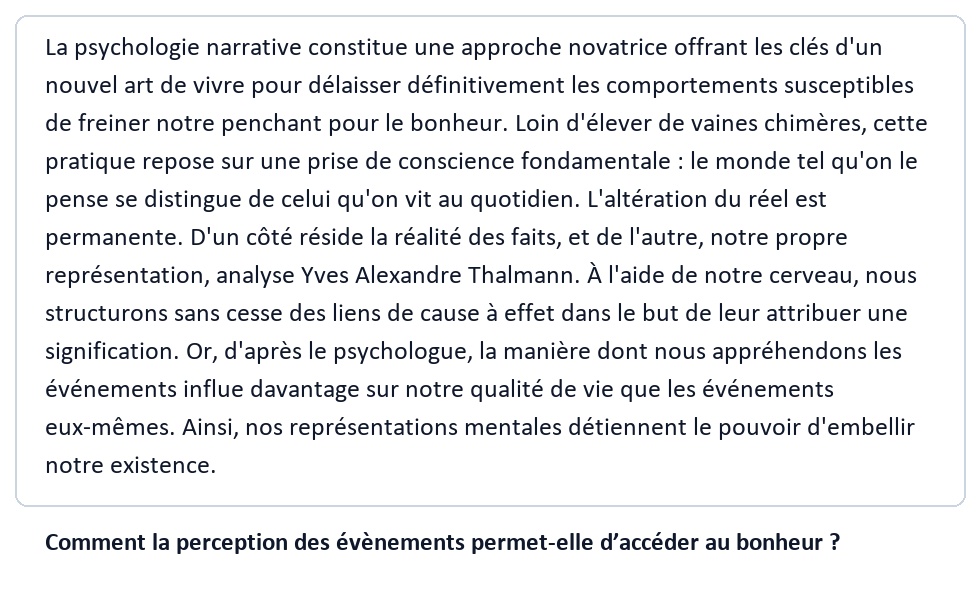 La psychologie narrative constitue une approche novatrice offrant les clés d'un
nouvel art de vivre pour délaisser définitivement les comportements susceptibles
de freiner notre penchant pour le bonheur. Loin d'élever de vaines chimères, cette
pratique repose sur une prise de conscience fondamentale : le monde tel qu'on le
pense se distingue de celui qu'on vit au quotidien. L'altération du réel est
permanente. D'un côté réside la réalité des faits, et de l'autre, notre propre
représentation, analyse Yves Alexandre Thalmann. À l'aide de notre cerveau, nous
structurons sans cesse des liens de cause à effet dans le but de leur attribuer une
signification. Or, d'après le psychologue, la manière dont nous appréhendons les
événements influe davantage sur notre qualité de vie que les événements
eux-mêmes. Ainsi, nos représentations mentales détiennent le pouvoir d'embellir
notre existence.
Comment la perception des évènements permet-elle d’accéder au bonheur ?